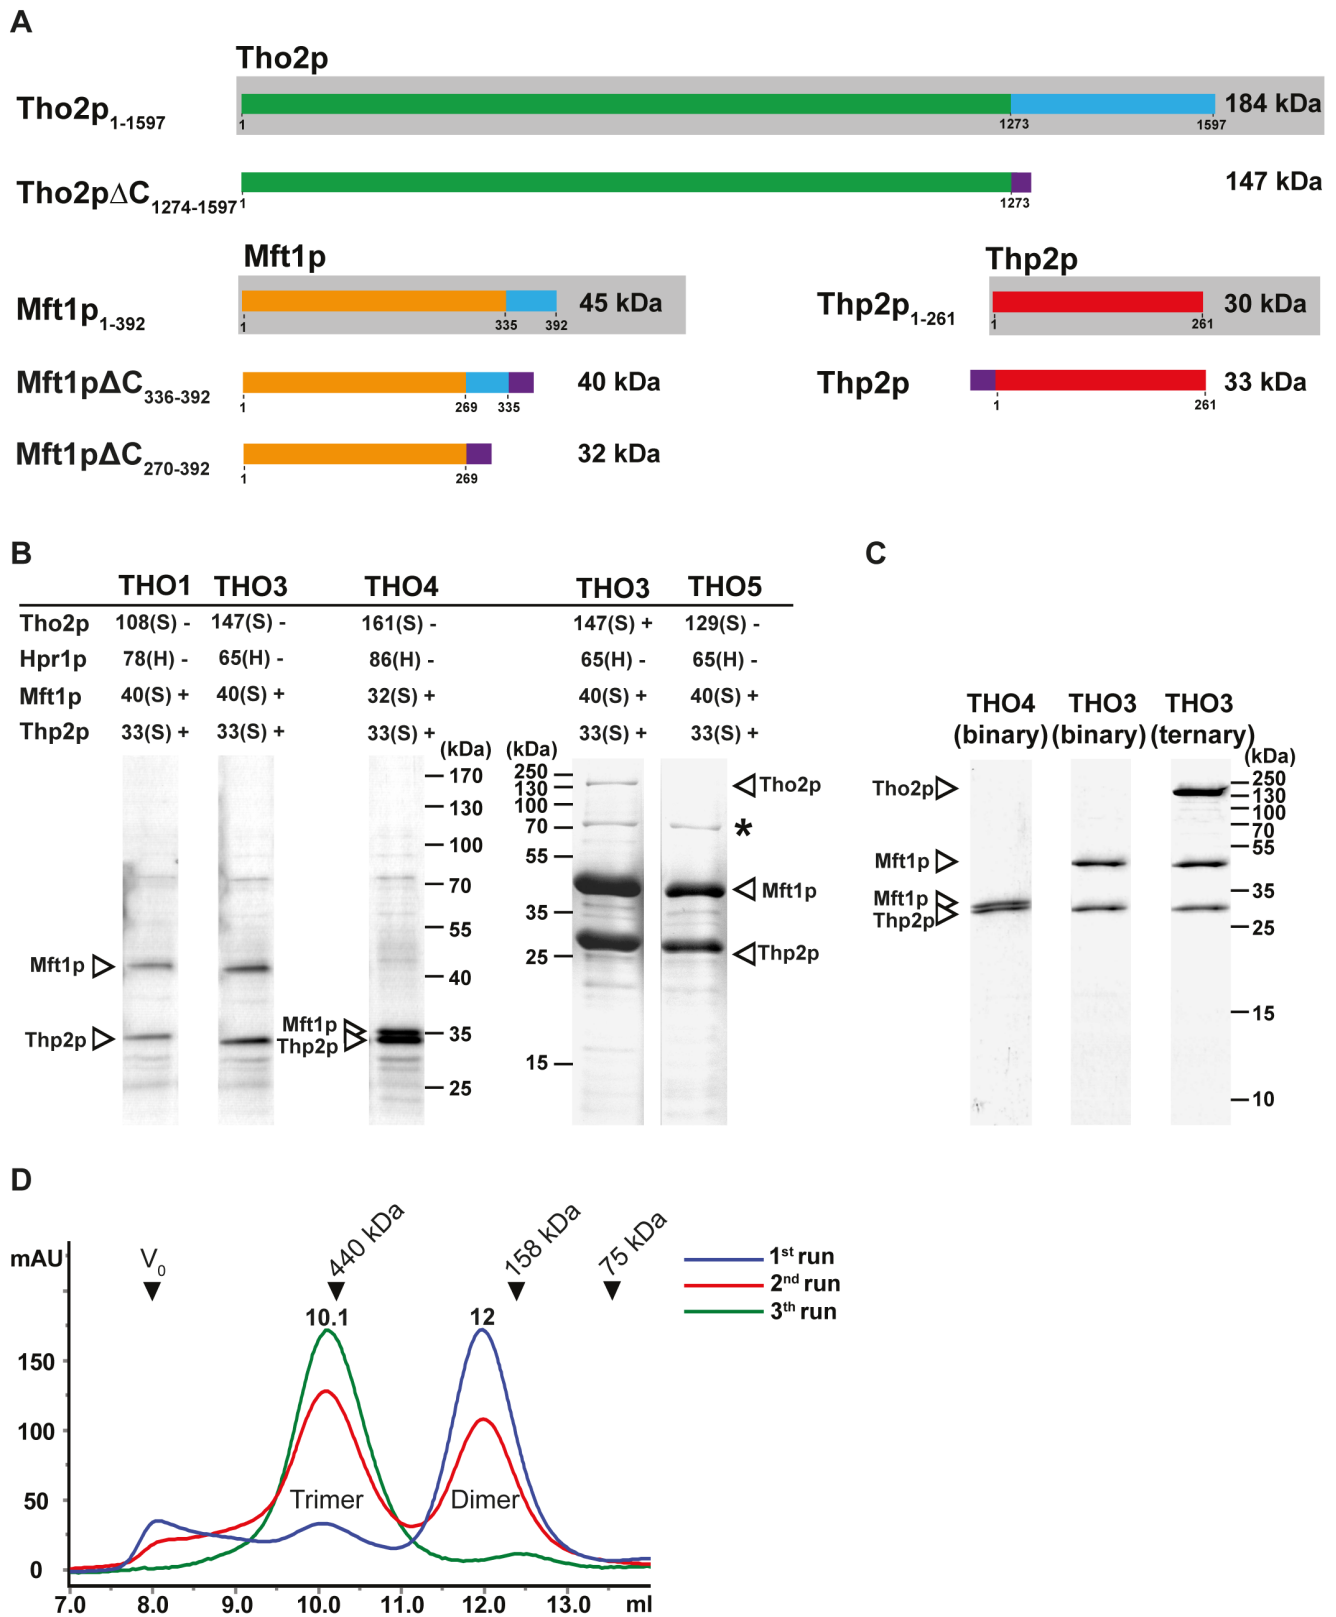 A
Tho2p
Tho2p1-1597
184 kDa
1 1273 1597
Tho2pΔC1274-1597
147 kDa
1 1273
Mft1p
Thp2p
Mft1p1-392
45 kDa
1 335 392
Thp2p1-261
30 kDa
1 261
Mft1pΔC336-392
40 kDa
1 269 335
Thp2p
33 kDa
1 261
Mft1pΔC270-392
32 kDa
1 269
B
THO1 THO3 THO4 THO3 THO5
Tho2p 108(S) - 147(S) - 161(S) - 147(S) + 129(S) -
Hpr1p 78(H) - 65(H) - 86(H) - 65(H) - 65(H) -
Mft1p 40(S) + 40(S) + 32(S) + 40(S) + 40(S) +
Thp2p 33(S) + 33(S) + 33(S) + 33(S) + 33(S) +
(kDa) (kDa)
170
130
100
70
55
40
35
25
250
130
100
70
55
35
25
15
Mft1p
Thp2p
Mft1p
Thp2p
Tho2p
*
Mft1p
Thp2p
C
THO4 THO3 THO3
(binary) (binary) (ternary)
(kDa)
Tho2p
Mft1p
Mft1p
Thp2p
250
130
100
70
55
35
25
15
10
D
mAU
V0
440 kDa
158 kDa
75 kDa
1st run
2nd run
3th run
10.1
12
Trimer
Dimer
150
100
50
0
7.0 8.0 9.0 10.0 11.0 12.0 13.0 ml